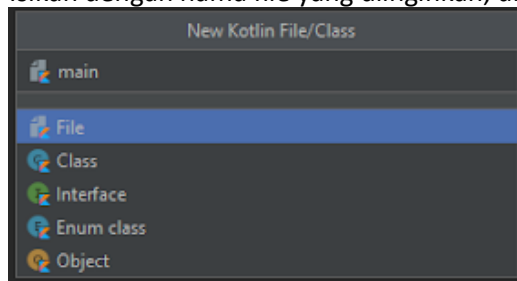 dengan nama file yang diinginkan,
New Kotlin File/Class
main
File
Class
Interface
Enum class
Object